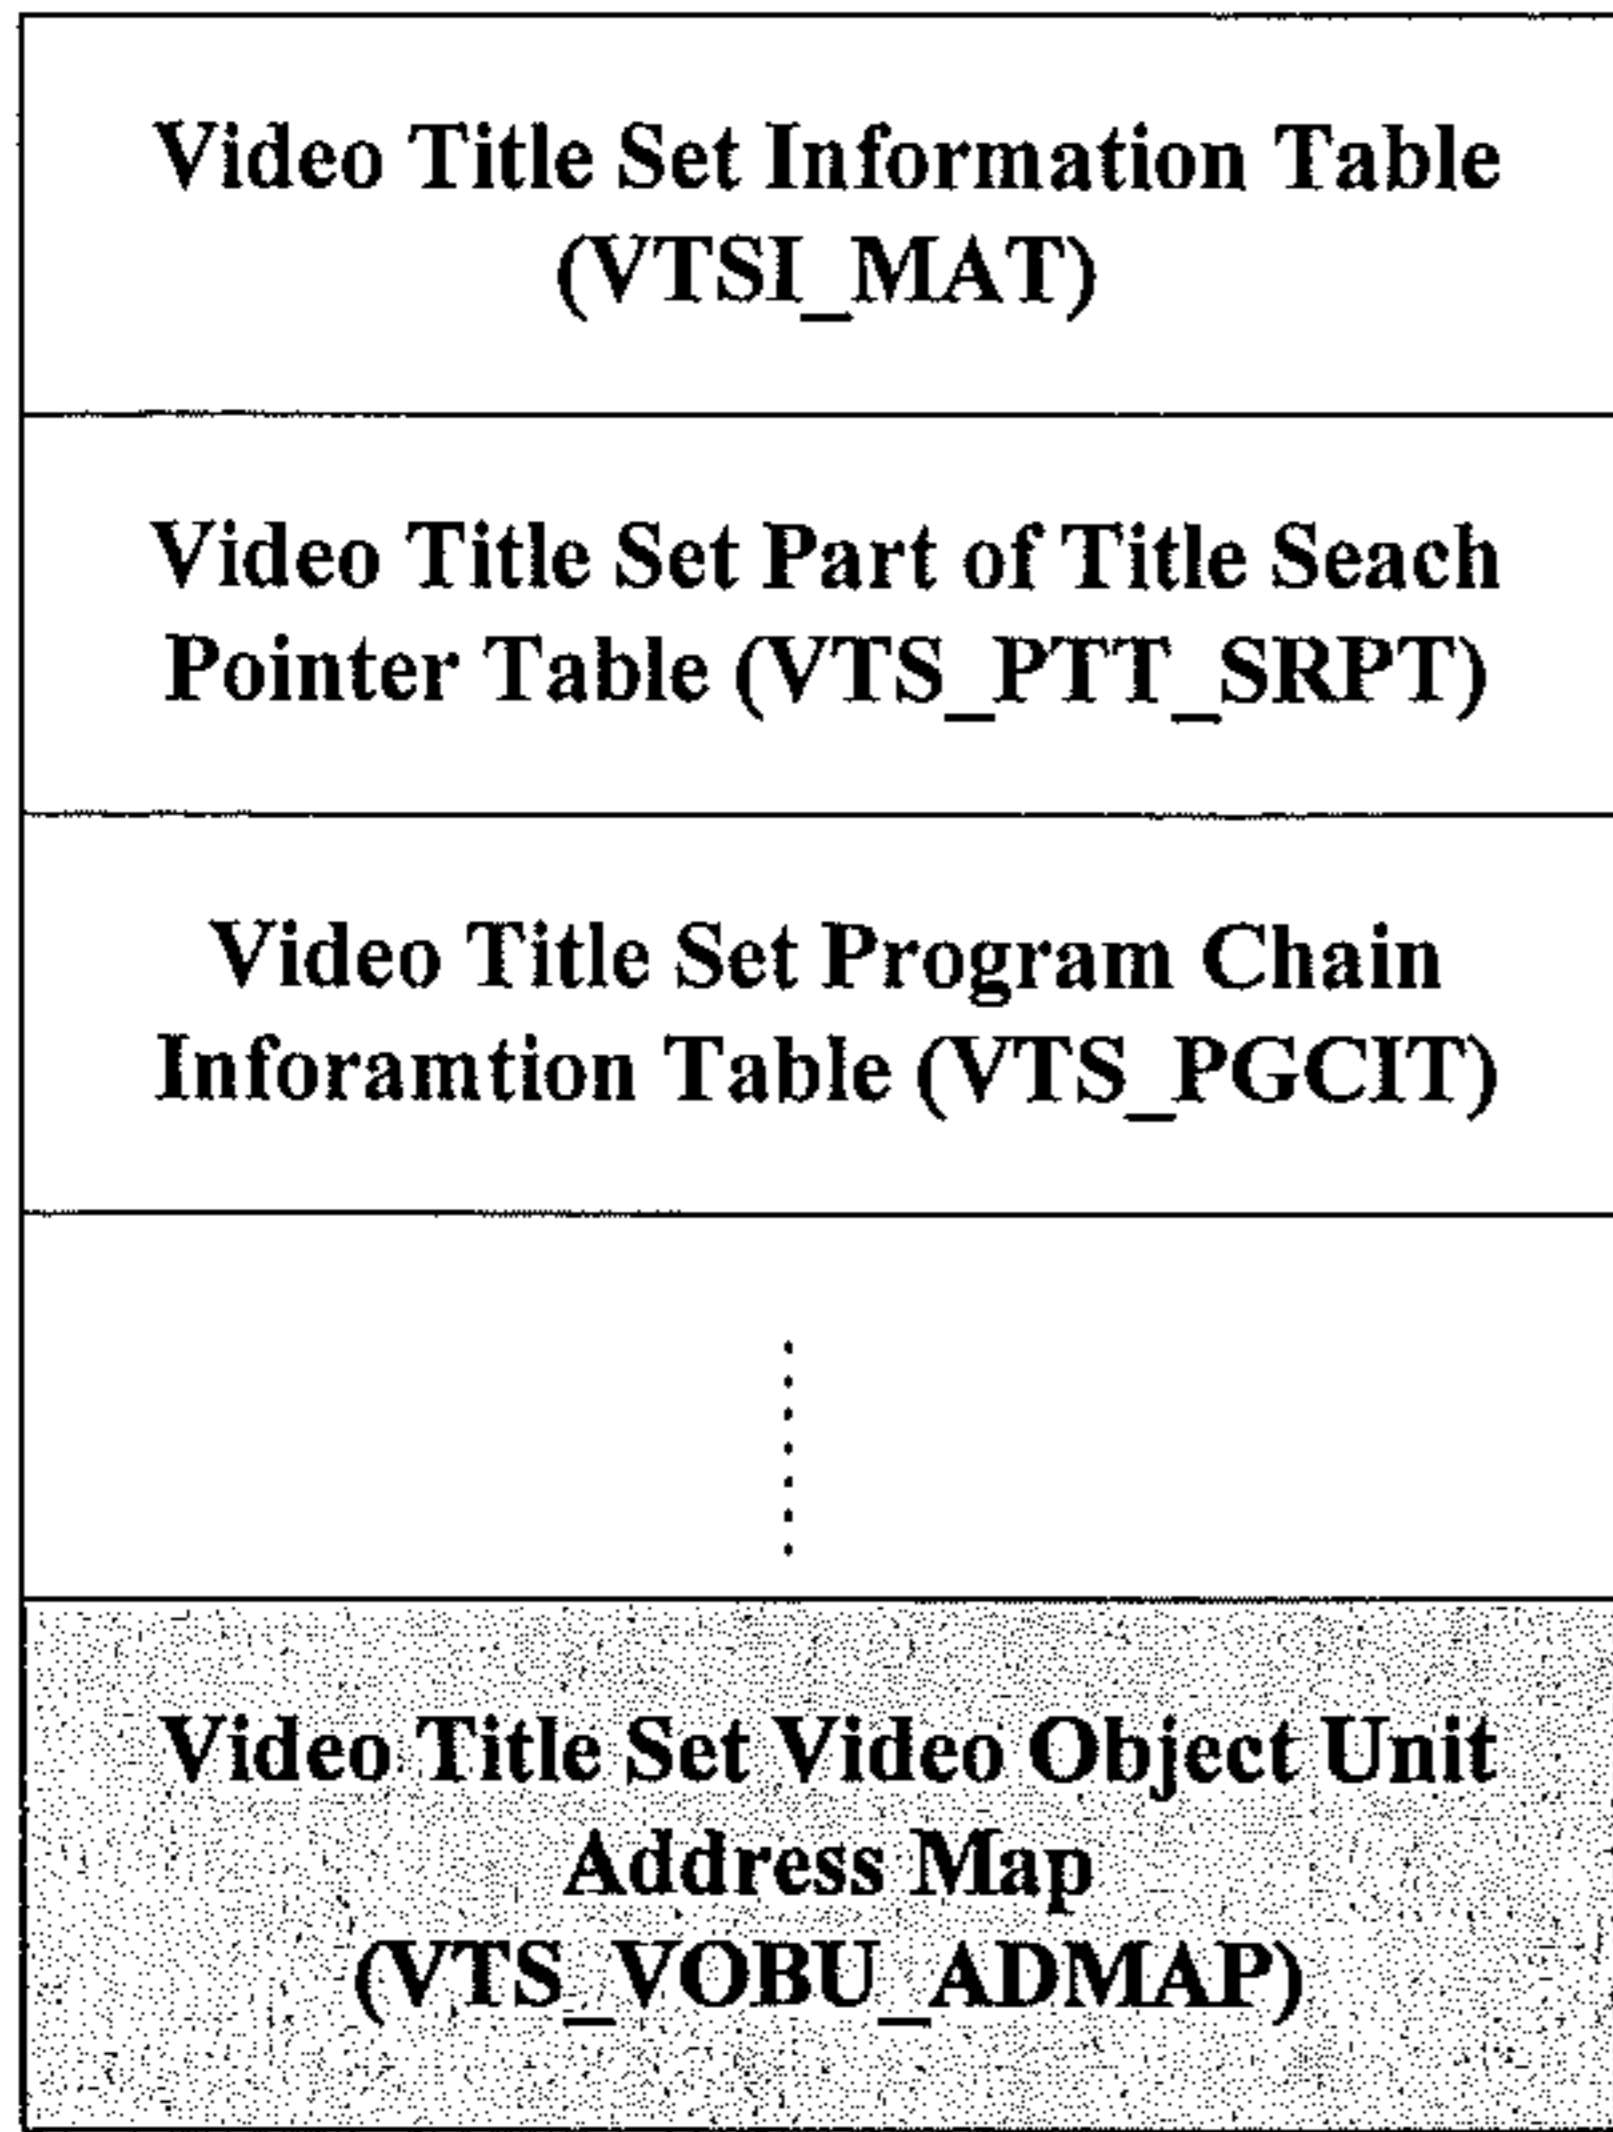 Video Title Set Information Table
(VTSI_MAT)
Video Title Set Part of Title Seach
Pointer Table (VTS_PTT_SRPT)
Video Title Set Program Chain
Inforamtion Table (VTS_PGCIT)
Video Title Set Video Object Unit
Address Map
(VTS_VOBU_ADMAP)